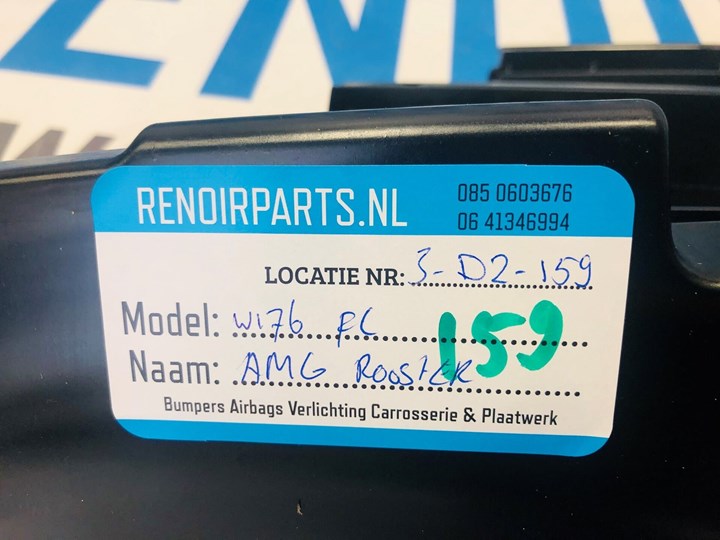 RENOIRPARTS.NL
085 0603676
06 41346994
LOCATIE NR: 3-D2-159
Model: W176 FL
Naam: AMG ROOSTER
159
Bumpers Airbags Verlichting Carrosserie & Plaatwerk